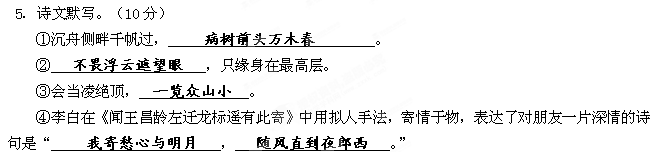 5. 诗文默写。（10 分）
①沉舟侧畔千帆过，病树前头万木春。
②不畏浮云遮望眼，只缘身在最高层。
③会当凌绝顶，一览众山小。
④李白在《闻王昌龄左迁龙标遥有此寄》中用拟人手法，寄情于物，表达了对朋友一片深情的诗
句是“我寄愁心与明月，随风直到夜郎西。”